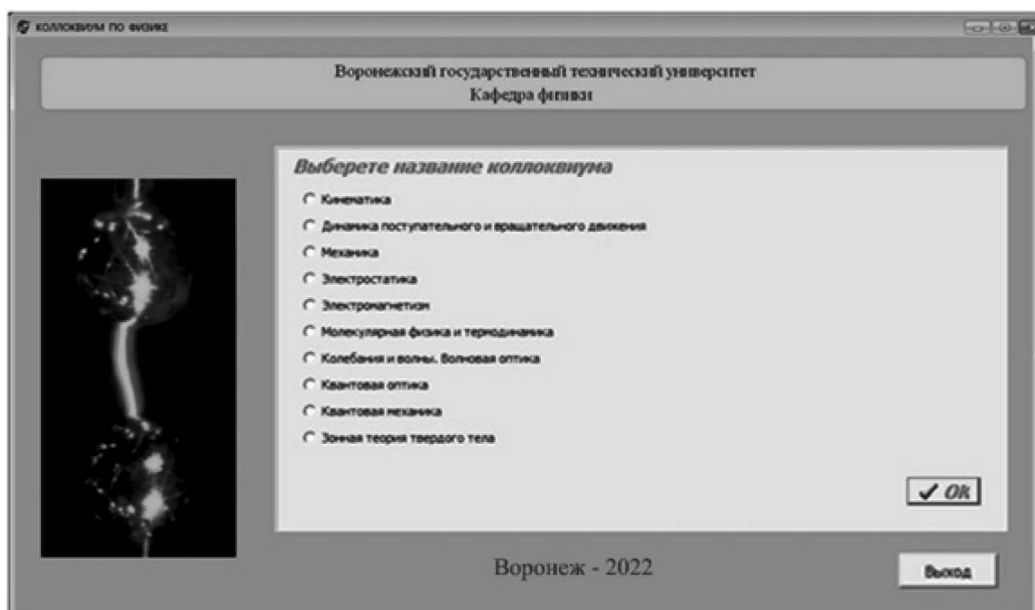 КОЛЛОКВИУМ ПО ФИЗИКЕ
Воронежский государственный технический университет
Кафедра физики
Выберете название коллоквиума
Кинематика
Динамика поступательного и вращательного движения
Механика
Электростатика
Электромагнетизм
Молекулярная физика и термодинамика
Колебания и волны. Волновая оптика
Квантовая оптика
Квантовая механика
Зонная теория твердого тела
Ok
Воронеж - 2022
Выход